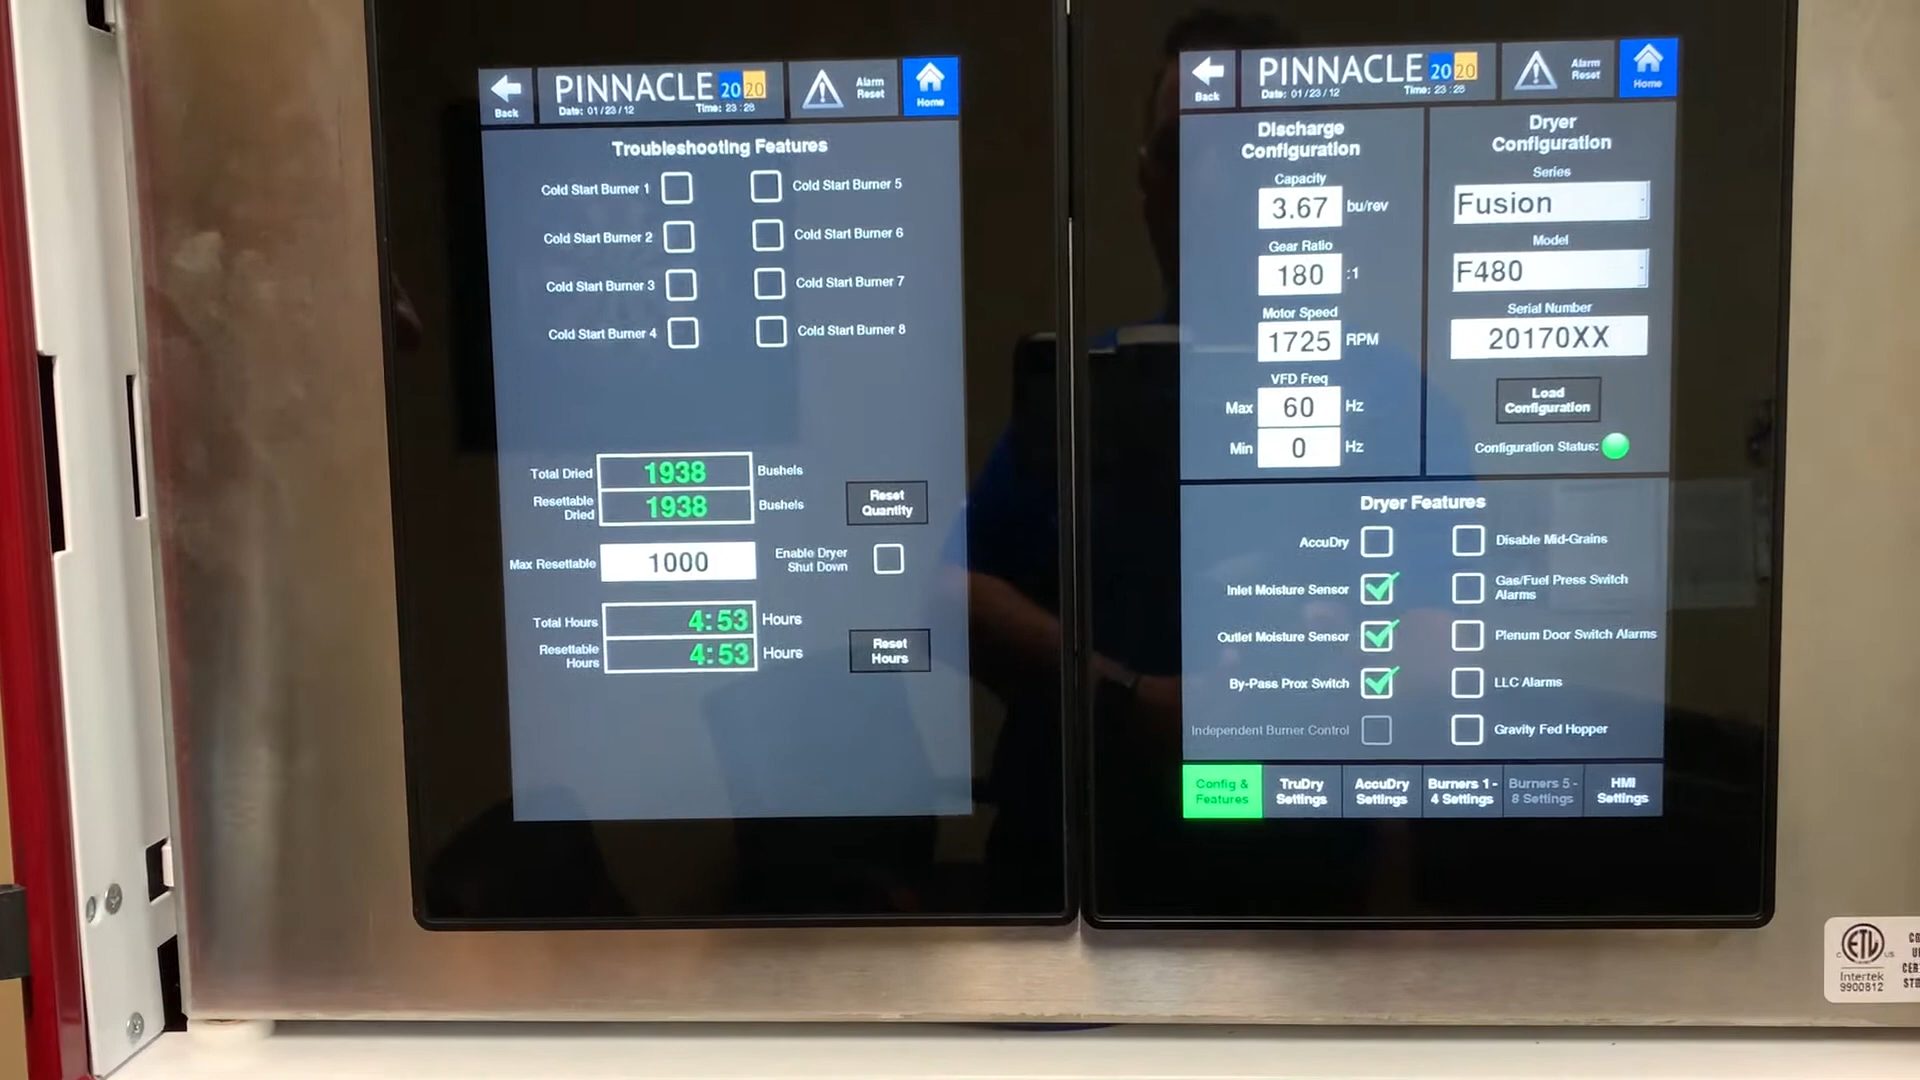 Back
PINNACLE 20 20
Date: 01/23/12 Time: 23:28
Alarm
Reset
Home
Troubleshooting Features
Cold Start Burner 1
Cold Start Burner 5
Cold Start Burner 2
Cold Start Burner 6
Cold Start Burner 3
Cold Start Burner 7
Cold Start Burner 4
Cold Start Burner 8
Total Dried 1938 Bushels
Resettable
Dried 1938 Bushels
Reset
Quantity
Max Resettable 1000
Enable Dryer
Shut Down
Total Hours 4:53 Hours
Resettable
Hours 4:53 Hours
Reset
Hours
Back
PINNACLE 20 20
Date: 01/23/12 Time: 23:28
Alarm
Reset
Home
Discharge
Configuration
Capacity
3.67 bu/rev
Gear Ratio
180 :1
Motor Speed
1725 RPM
VFD Freq
Max 60 Hz
Min 0 Hz
Dryer
Configuration
Series
Fusion
Model
F480
Serial Number
20170XX
Load
Configuration
Configuration Status:
Dryer Features
AccuDry
Disable Mid-Grains
Inlet Moisture Sensor
Gas/Fuel Press Switch
Alarms
Outlet Moisture Sensor
Plenum Door Switch Alarms
By-Pass Prox Switch
LLC Alarms
Independent Burner Control
Gravity Fed Hopper
Config &
Features
TruDry
Settings
AccuDry
Settings
Burners 1 -
4 Settings
Burners 5 -
8 Settings
HMI
Settings
C ETL US
Intertek
9900812